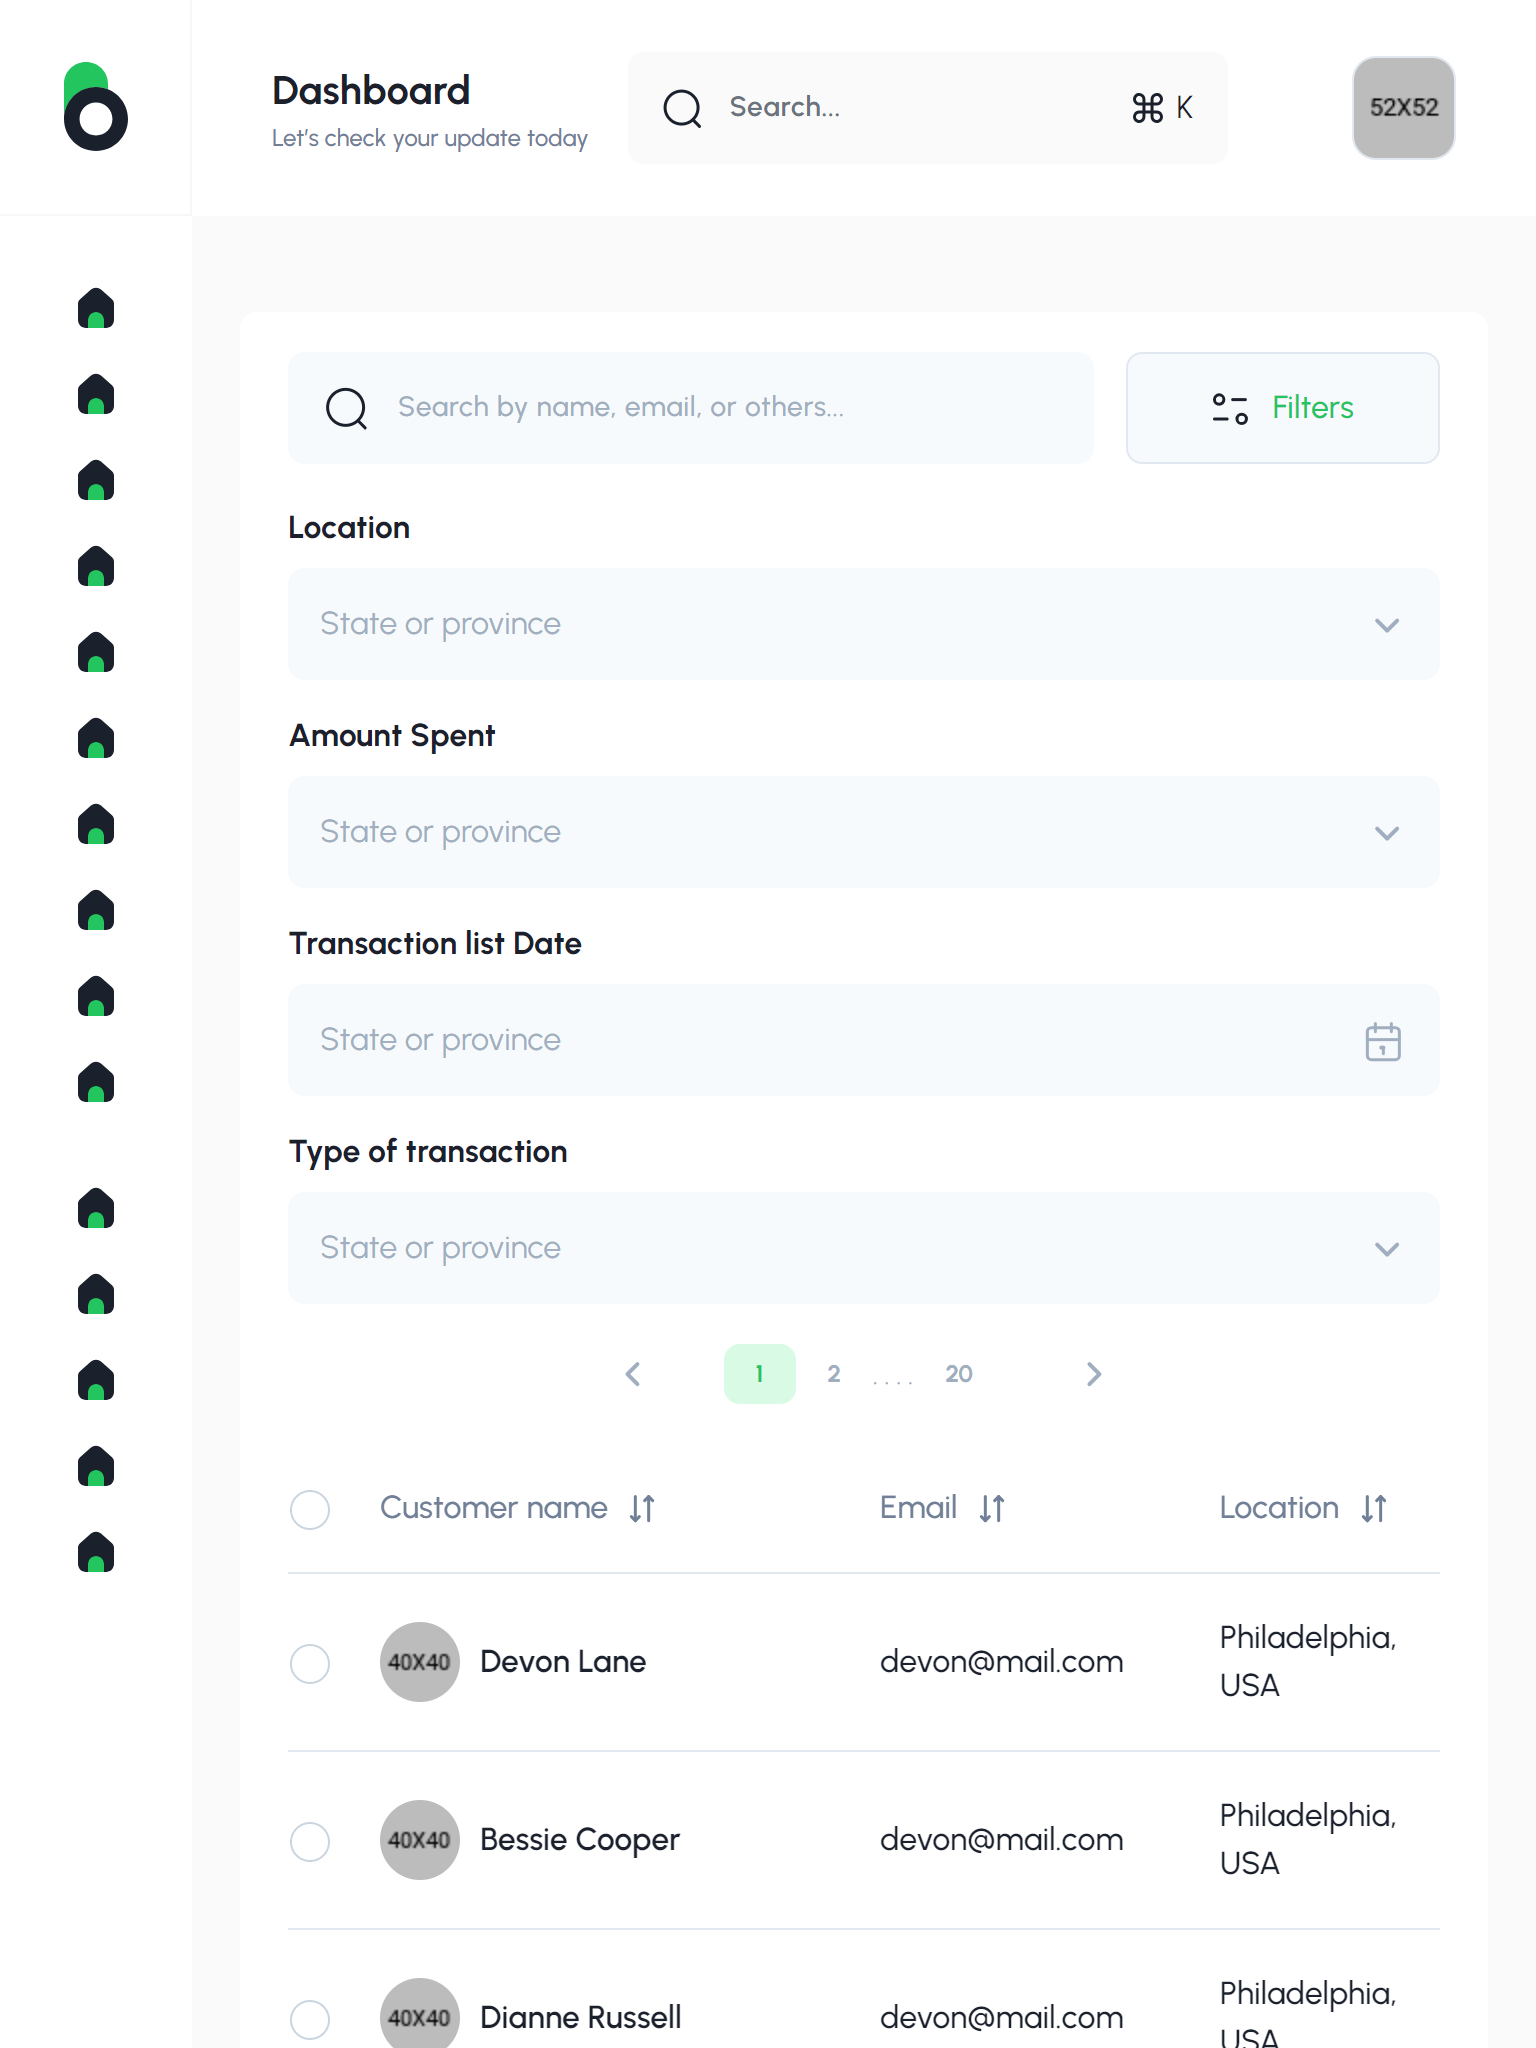 Dashboard
Let's check your update today
Search...
⌘ K
52X52
Search by name, email, or others...
Filters
Location
State or province
Amount Spent
State or province
Transaction list Date
State or province
Type of transaction
State or province
1 2 .... 20
Customer name Email Location
40X40 Devon Lane devon@mail.com Philadelphia,
USA
40X40 Bessie Cooper devon@mail.com Philadelphia,
USA
40X40 Dianne Russell devon@mail.com Philadelphia,
USA